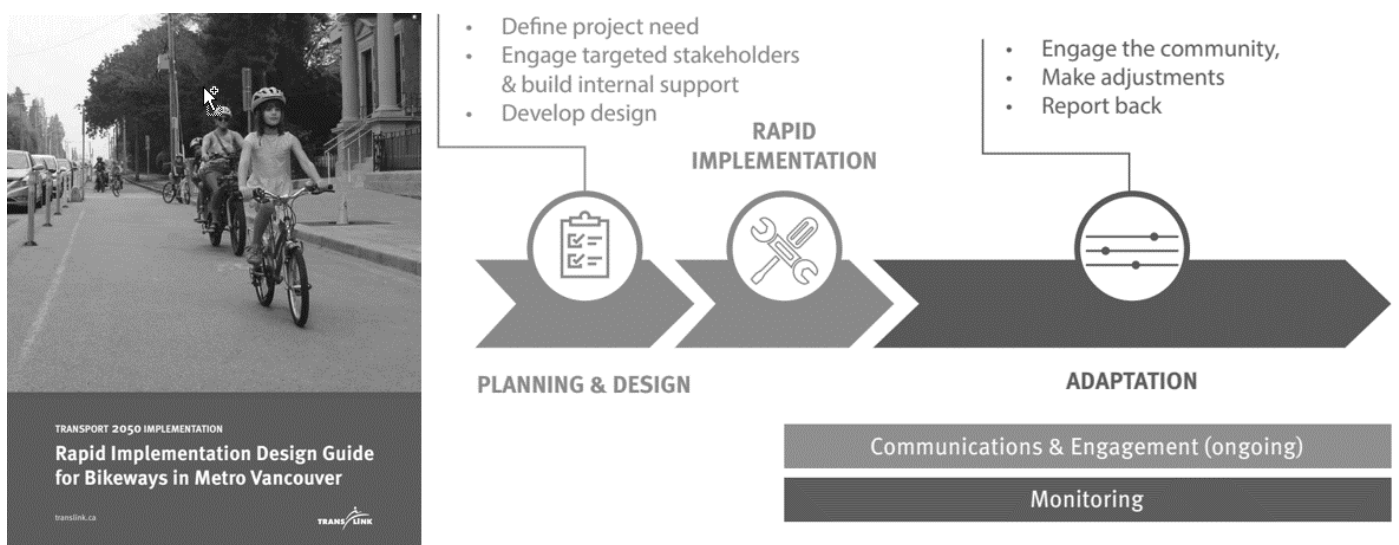 TRANSPORT 2050 IMPLEMENTATION
Rapid Implementation Design Guide
for Bikeways in Metro Vancouver
translink.ca
TRANS LINK
• Define project need
• Engage targeted stakeholders
& build internal support
• Develop design
RAPID
IMPLEMENTATION
• Engage the community,
• Make adjustments
• Report back
PLANNING & DESIGN
ADAPTATION
Communications & Engagement (ongoing)
Monitoring